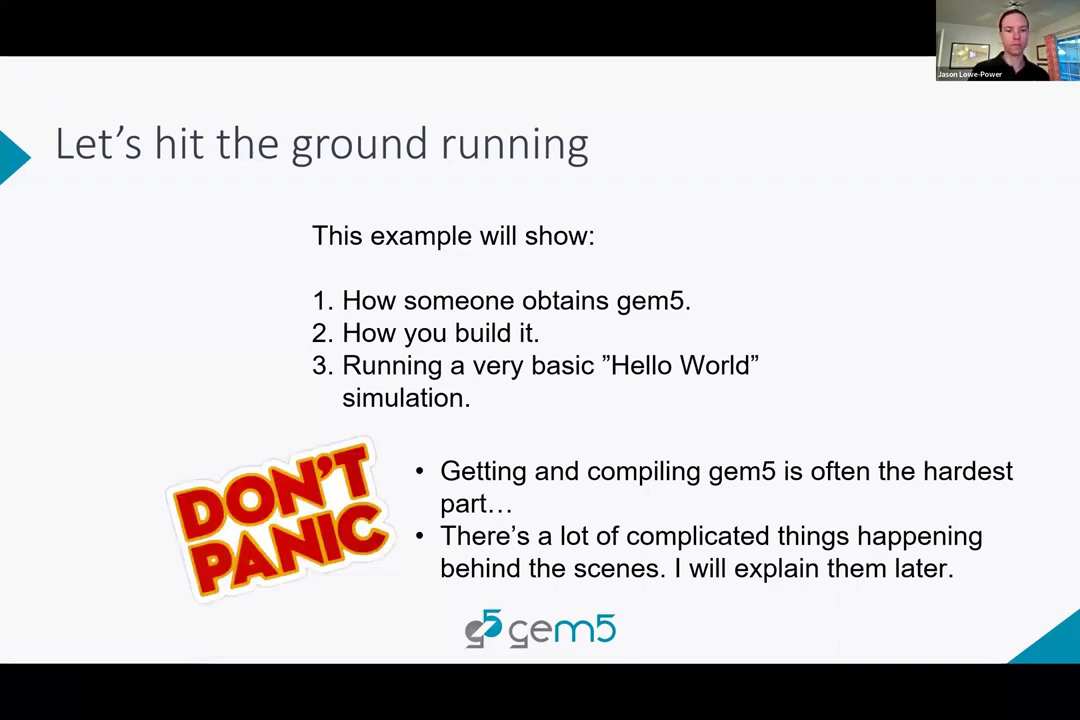 Jason Lowe-Power
Let’s hit the ground running
This example will show:
1. How someone obtains gem5.
2. How you build it.
3. Running a very basic ”Hello World”
simulation.
DON'T
PANIC
• Getting and compiling gem5 is often the hardest
part…
• There’s a lot of complicated things happening
behind the scenes. I will explain them later.
g5 gem5